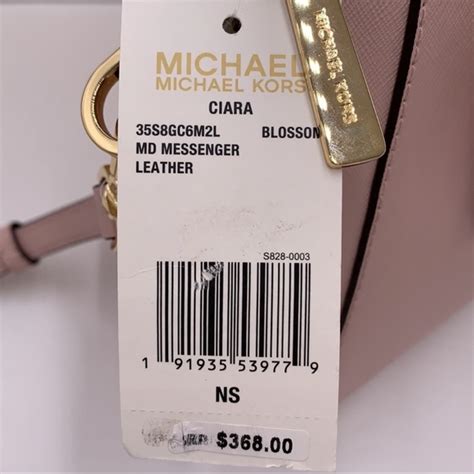 MICHAEL
MICHAEL KORS
CIARA
35S8GC6M2L BLOSSOM
MD MESSENGER
LEATHER
S828-0003
1 91935 53977 9
NS
$368.00
MICHAEL KORS